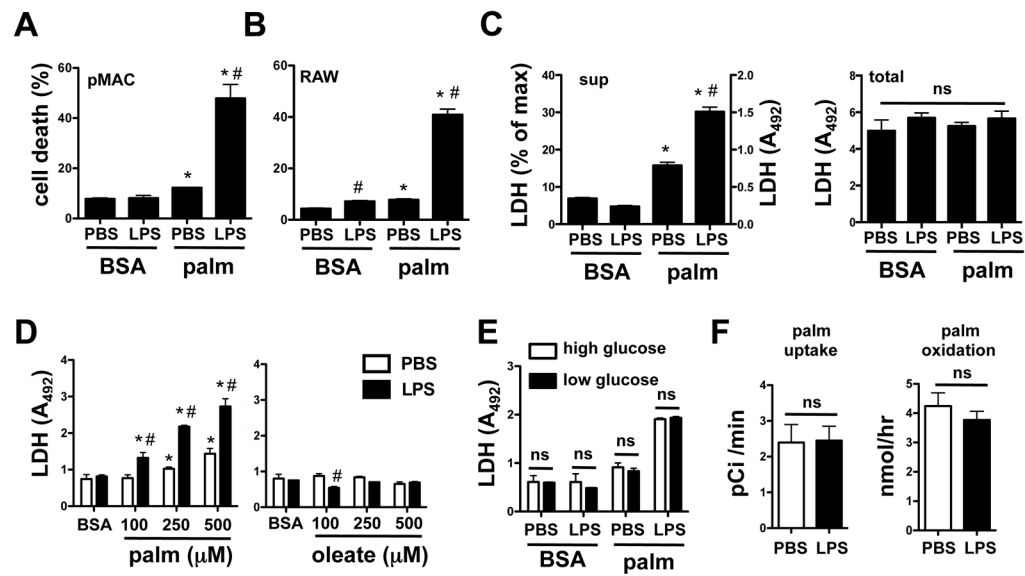 A
pMAC
cell death (%)
60
40
20
0
* #
*
PBS LPS PBS LPS
BSA palm
B
RAW
60
40
20
0
* #
#
*
PBS LPS PBS LPS
BSA palm
C
sup
LDH (% of max)
40
30
20
10
0
* #
*
2.0
1.5
1.0
0.5
0.0
LDH (A492)
PBS LPS PBS LPS
BSA palm
total
ns
LDH (A492)
8
6
4
2
0
PBS LPS PBS LPS
BSA palm
D
LDH (A492)
4
3
2
1
0
*#
*
*#
*
*#
BSA 100 250 500
palm (μM)
PBS
LPS
4
3
2
1
0
#
BSA 100 250 500
oleate (μM)
E
high glucose
low glucose
LDH (A492)
3
2
1
0
ns
ns
ns
ns
PBS LPS PBS LPS
BSA palm
F
palm
uptake
ns
pCi /min
4
3
2
1
0
PBS LPS
palm
oxidation
ns
nmol/hr
5
4
3
2
1
0
PBS LPS